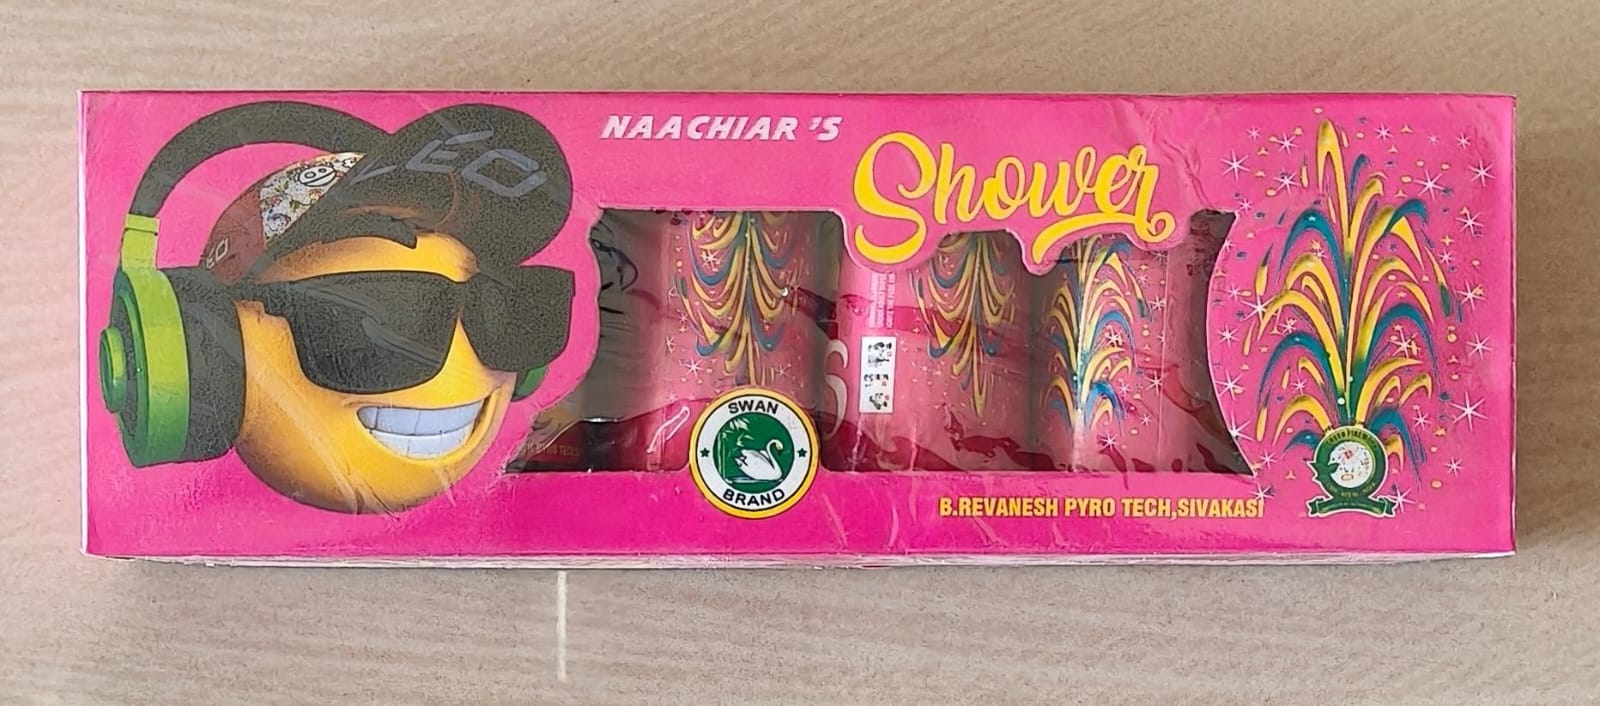 NAACHIAR 'S
Shower
SWAN
BRAND
B.REVANESH PYRO TECH,SIVAKASI